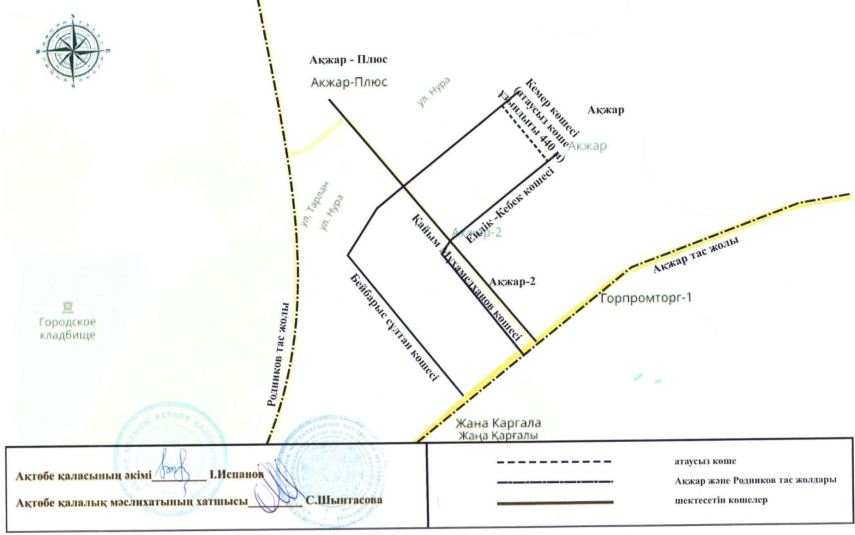 Ақжар - Плюс
Акжар-Плюс
ул. Нура
Кемер көшесі
(атаусыз көше
ұзындығы 440 м)
Ақжар
Акжар
ул. Тарлан
ул. Нура
Еңлік -Кебек көшесі
Қайым Мұхамедханов көшесі
Ақжар-2
Бейбарыс сұлтан көшесі
Ақжар тас жолы
Горпромторг-1
Родников тас жолы
Городское
кладбище
Жана Каргала
Жаңа Қарғалы
Ақтөбе қаласының әкімі І.Испанов
Ақтөбе қалалық мәслихатының хатшысы С.Шынтасова
атаусыз көше
Ақжар және Родников тас жолдары
шектесетін көшелер